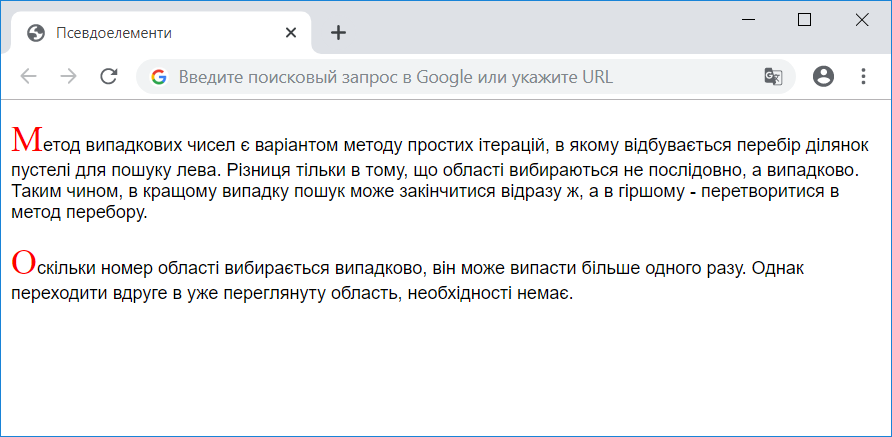 Псевдоелементи
Введите поисковый запрос в Google или укажите URL
Метод випадкових чисел є варіантом методу простих ітерацій, в якому відбувається перебір ділянок
пустелі для пошуку лева. Різниця тільки в тому, що області вибираються не послідовно, а випадково.
Таким чином, в кращому випадку пошук може закінчитися відразу ж, а в гіршому - перетворитися в
метод перебору.
Оскільки номер області вибирається випадково, він може випасти більше одного разу. Однак
переходити вдруге в уже переглянуту область, необхідності немає.